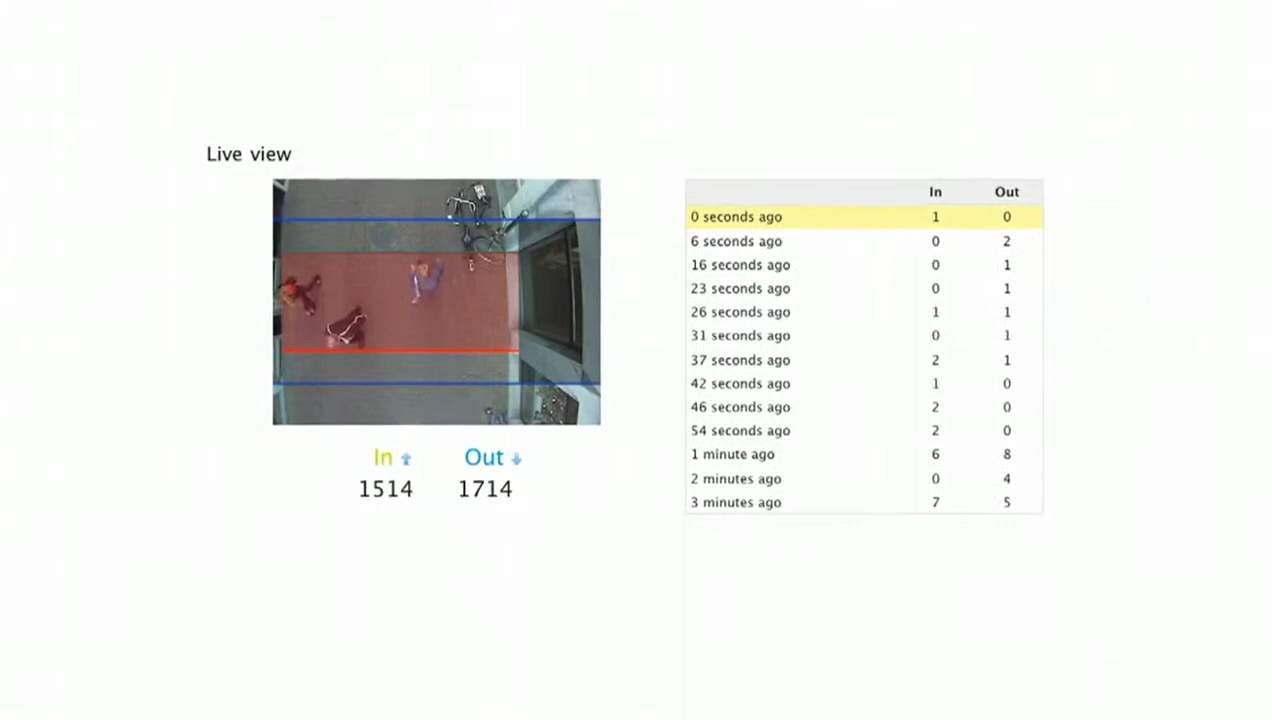 Live view
In Out
1514 1714
In Out
0 seconds ago 1 0
6 seconds ago 0 2
16 seconds ago 0 1
23 seconds ago 0 1
26 seconds ago 1 1
31 seconds ago 0 1
37 seconds ago 2 1
42 seconds ago 1 0
46 seconds ago 2 0
54 seconds ago 2 0
1 minute ago 6 8
2 minutes ago 0 4
3 minutes ago 7 5